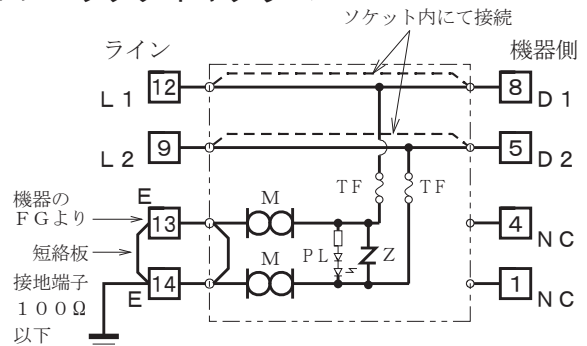 ソケット内にて接続
ライン
機器側
L1
12
8
D1
L2
9
5
D2
TF
TF
機器の
FGより
E
13
M
4
NC
短絡板
PL
Z
接地端子
E
14
M
1
NC
100Ω
以下